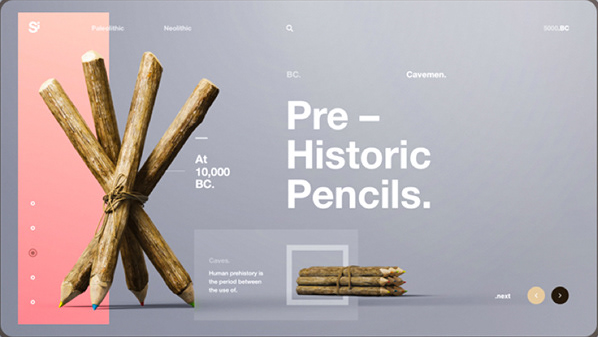 Paleolithic
Neolithic
5000.BC
BC.
Cavemen.
Pre –
Historic
Pencils.
At
10,000
BC.
Caves.
Human prehistory is
the period between
the use of.
.next